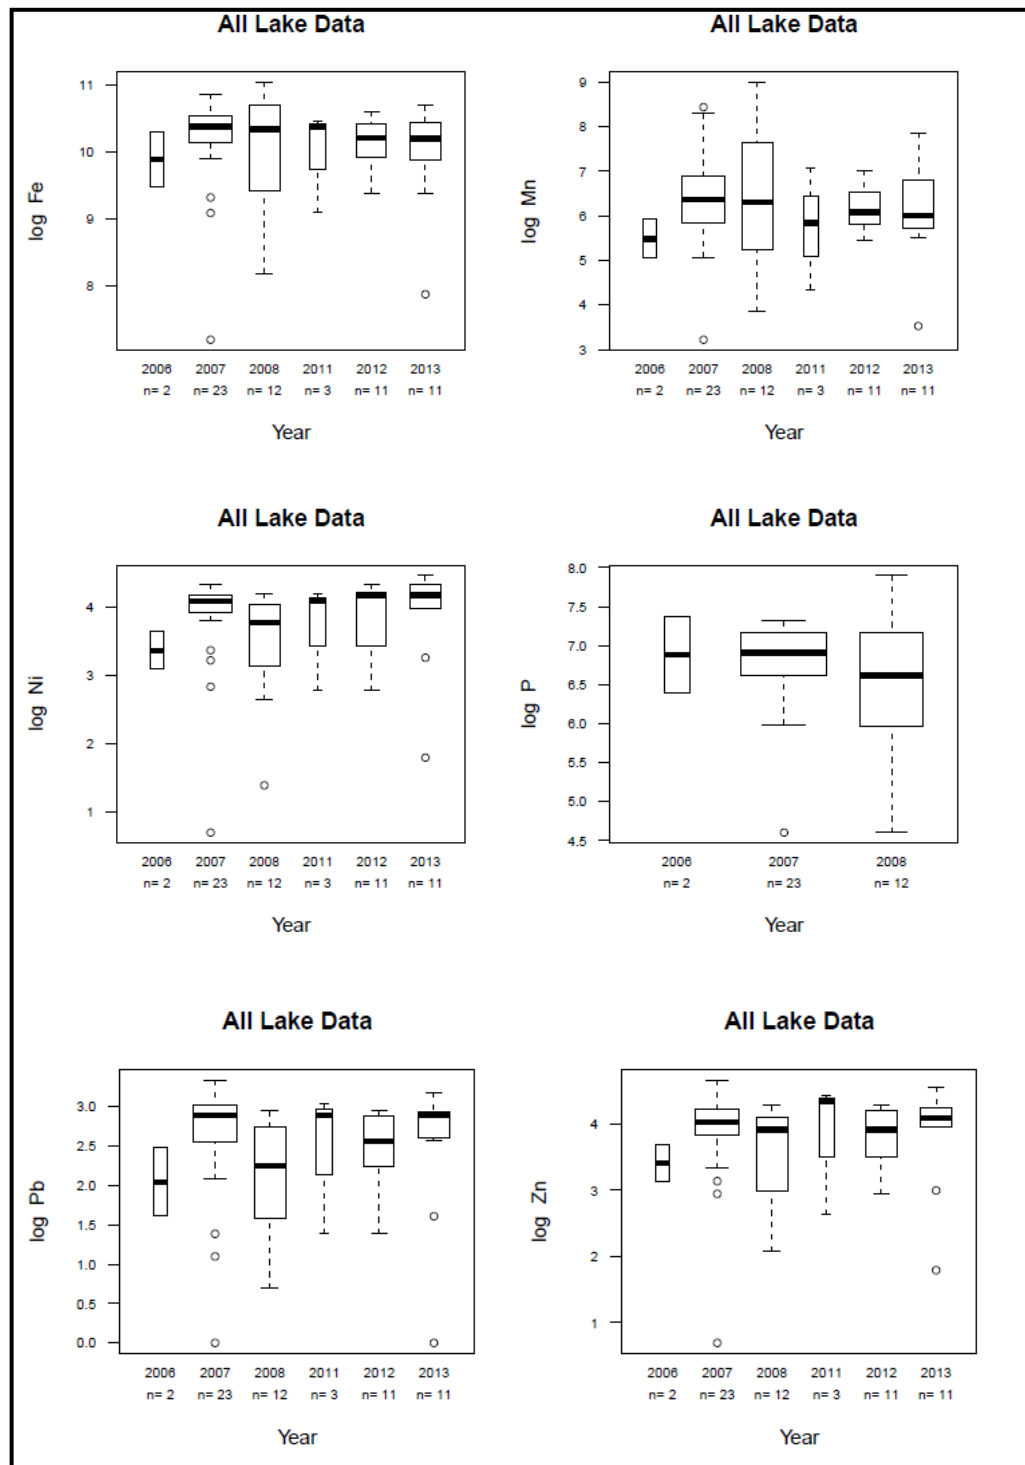 All Lake Data
All Lake Data
log Fe
11
10
9
8
2006 2007 2008 2011 2012 2013
n= 2 n= 23 n= 12 n= 3 n= 11 n= 11
Year
log Mn
9
8
7
6
5
4
3
2006 2007 2008 2011 2012 2013
n= 2 n= 23 n= 12 n= 3 n= 11 n= 11
Year
All Lake Data
All Lake Data
log Ni
4
3
2
1
2006 2007 2008 2011 2012 2013
n= 2 n= 23 n= 12 n= 3 n= 11 n= 11
Year
log P
8.0
7.5
7.0
6.5
6.0
5.5
5.0
4.5
2006 2007 2008
n= 2 n= 23 n= 12
Year
All Lake Data
All Lake Data
log Pb
3.0
2.5
2.0
1.5
1.0
0.5
0.0
2006 2007 2008 2011 2012 2013
n= 2 n= 23 n= 12 n= 3 n= 11 n= 11
Year
log Zn
4
3
2
1
2006 2007 2008 2011 2012 2013
n= 2 n= 23 n= 12 n= 3 n= 11 n= 11
Year